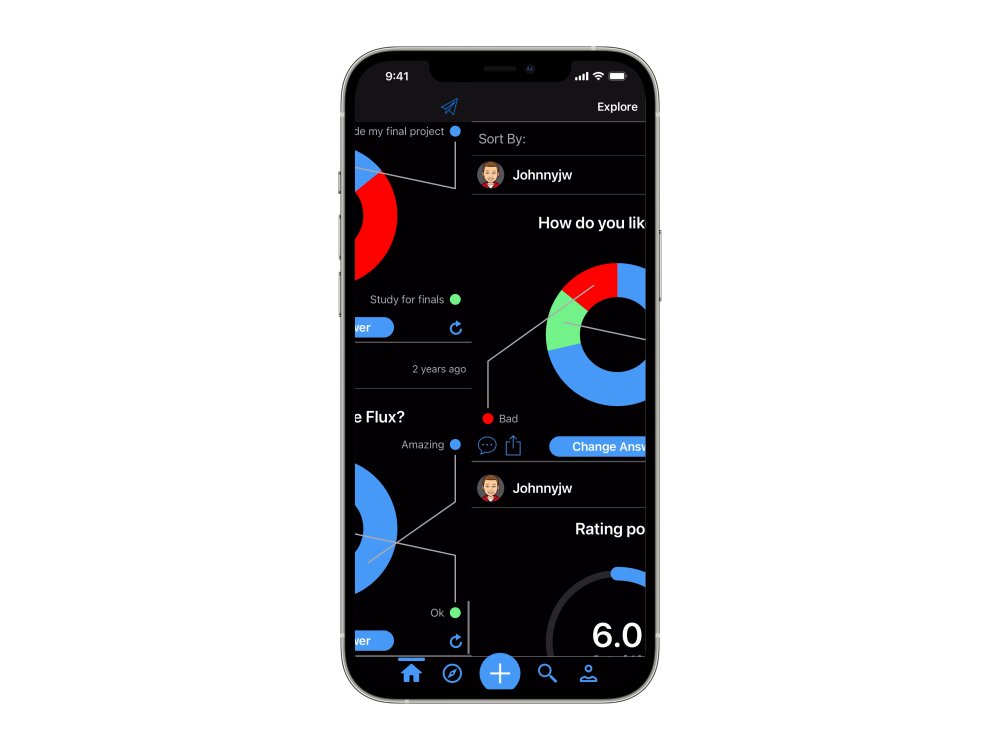 9:41
Explore
de my final project
Sort By:
Johnnyjw
How do you lik
Study for finals
wer
2 years ago
e Flux?
Bad
Amazing
Change Answ
Johnnyjw
Rating po
Ok
6.0
wer